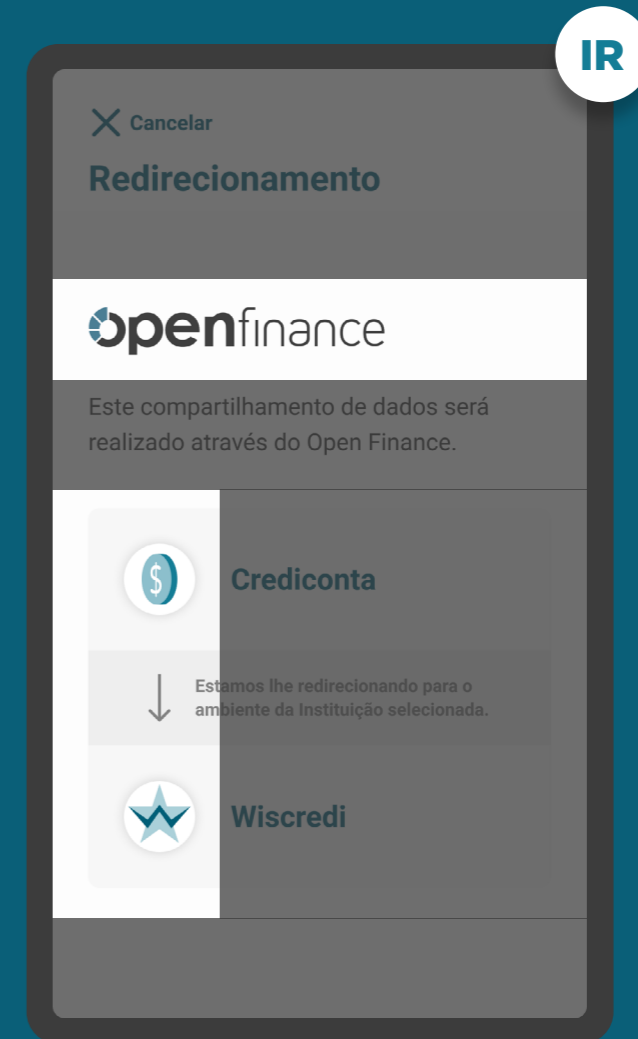 IR
Cancelar
Redirecionamento
openfinance
Este compartilhamento de dados será
realizado através do Open Finance.
$
Crediconta
Estamos lhe redirecionando para o
ambiente da Instituição selecionada.
Wiscredi